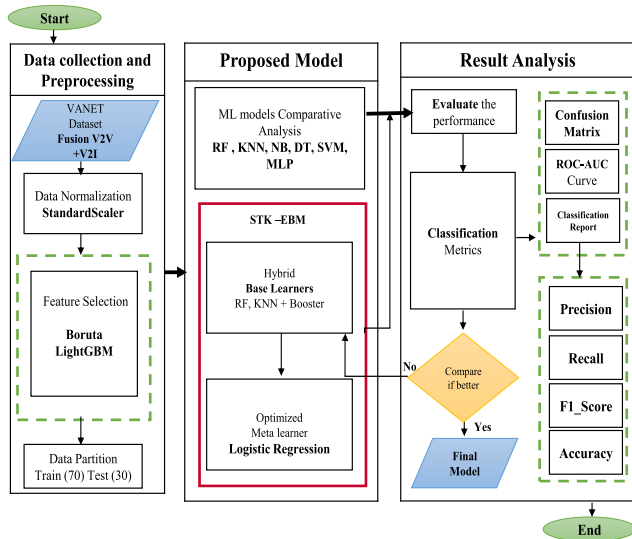 Start
Data collection and
Preprocessing
VANET
Dataset
Fusion V2V
+V2I
Data Normalization
StandardScaler
Feature Selection
Boruta
LightGBM
Data Partition
Train (70) Test (30)
Proposed Model
ML models Comparative
Analysis
RF , KNN, NB, DT, SVM,
MLP
STK –EBM
Hybrid
Base Learners
RF, KNN + Booster
Optimized
Meta learner
Logistic Regression
Result Analysis
Evaluate the
performance
Classification
Metrics
Compare
if better
No
Yes
Final
Model
Confusion
Matrix
ROC-AUC
Curve
Classification
Report
Precision
Recall
F1_Score
Accuracy
End